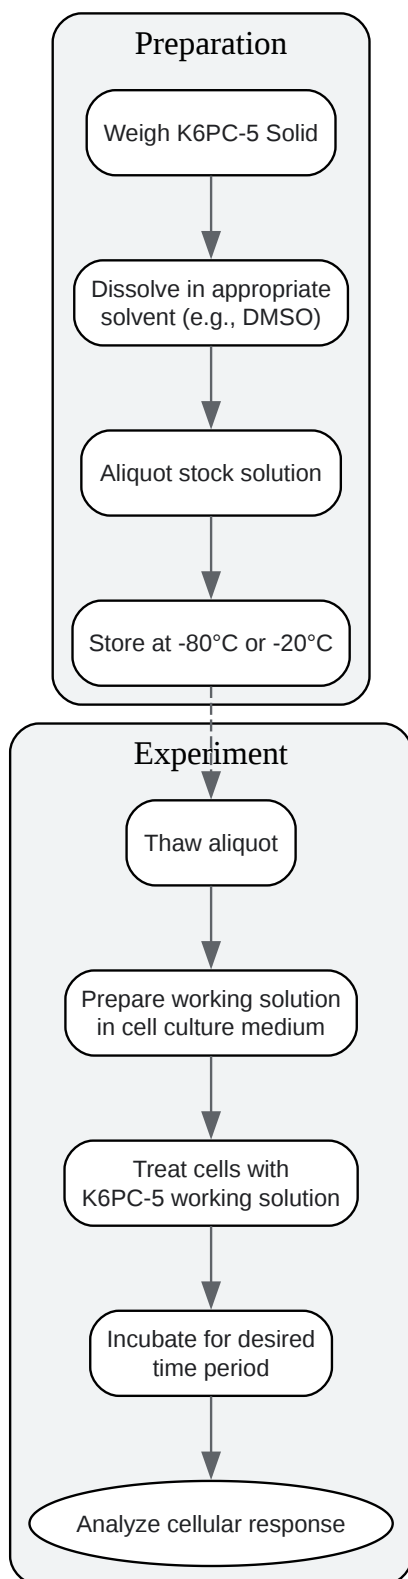 Preparation
Weigh K6PC-5 Solid
Dissolve in appropriate
solvent (e.g., DMSO)
Aliquot stock solution
Store at -80°C or -20°C
Experiment
Thaw aliquot
Prepare working solution
in cell culture medium
Treat cells with
K6PC-5 working solution
Incubate for desired
time period
Analyze cellular response